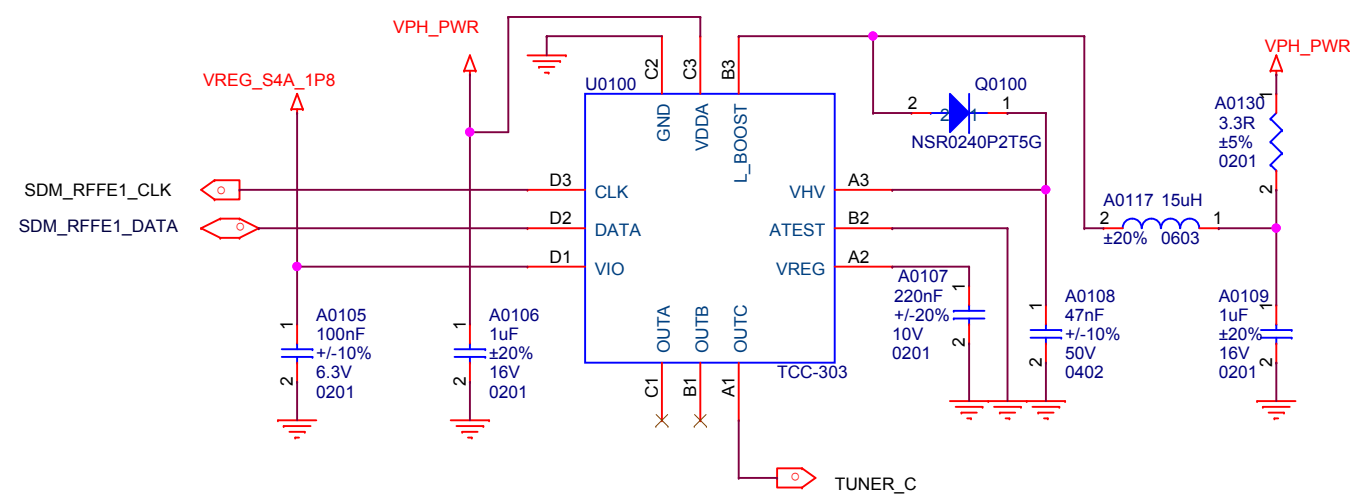 VPH_PWR
VREG_S4A_1P8
C2
C3
B3
U0100
GND
VDDA
L_BOOST
2
2
1
1
Q0100
NSR0240P2T5G
VPH_PWR
1
A0130
3.3R
±5%
0201
2
SDM_RFFE1_CLK
D3
CLK
VHV
A3
SDM_RFFE1_DATA
D2
DATA
ATEST
B2
D1
VIO
VREG
A2
A0117 15uH
2
1
±20% 0603
1
A0105
100nF
+/-10%
6.3V
0201
2
1
A0106
1uF
±20%
16V
0201
2
OUTA
OUTB
OUTC
TCC-303
C1
B1
A1
A0107
220nF
+/-20%
10V
0201
1
2
1
A0108
47nF
+/-10%
50V
0402
2
A0109
1uF
±20%
16V
0201
1
2
TUNER_C